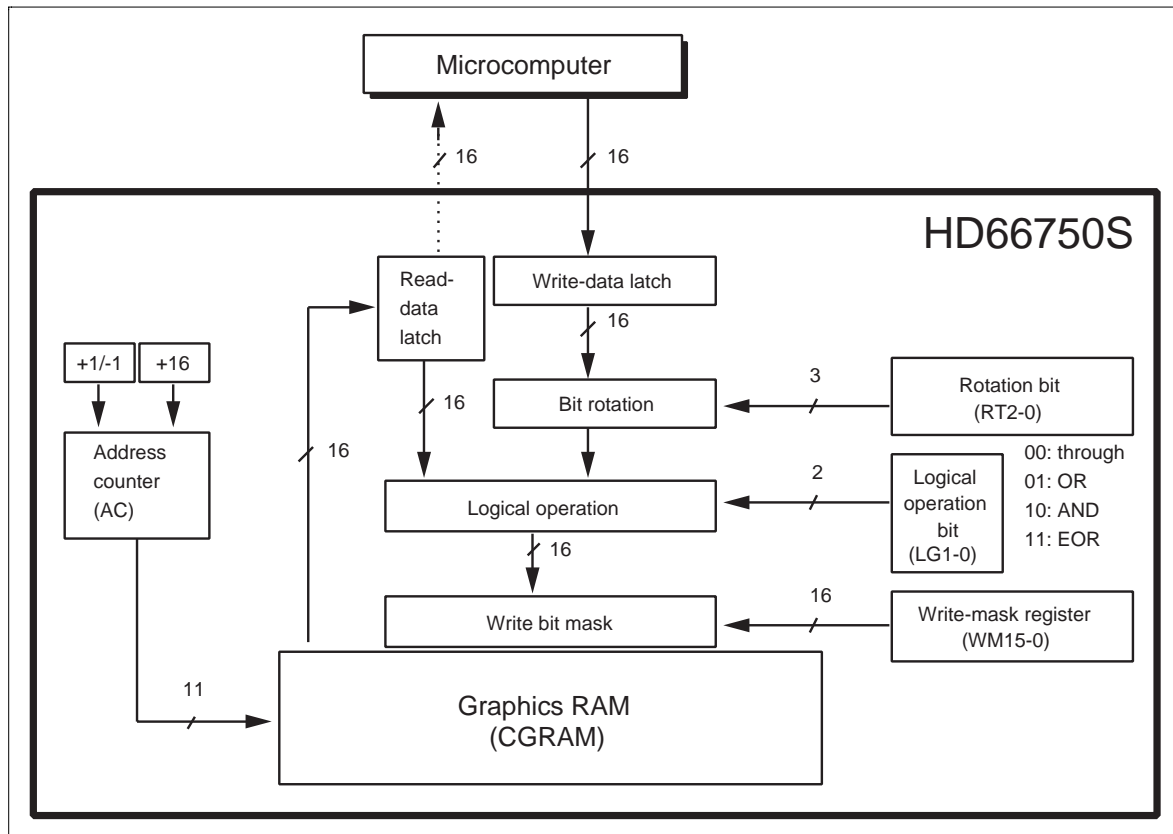 Microcomputer
16
16
HD66750S
Read-
data
latch
Write-data latch
16
+1/-1
+16
3
Rotation bit
(RT2-0)
16
Bit rotation
16
Address
counter
(AC)
00: through
01: OR
10: AND
11: EOR
2
Logical
operation
bit
(LG1-0)
Logical operation
16
16
Write bit mask
Write-mask register
(WM15-0)
11
Graphics RAM
(CGRAM)